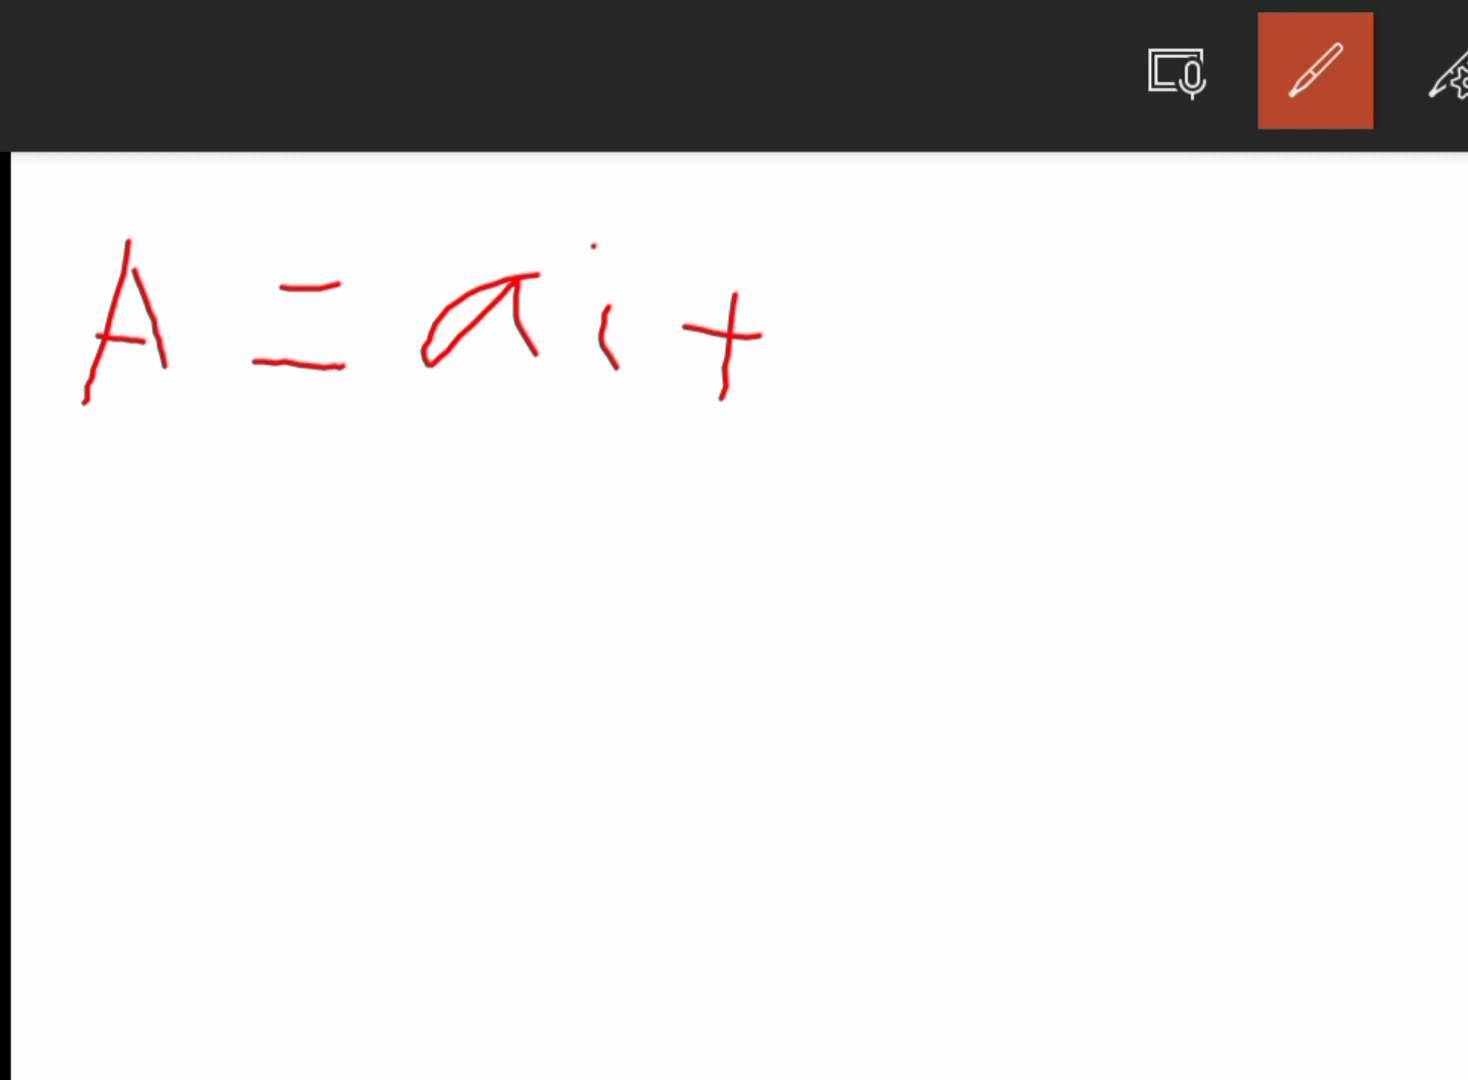 A = ai +